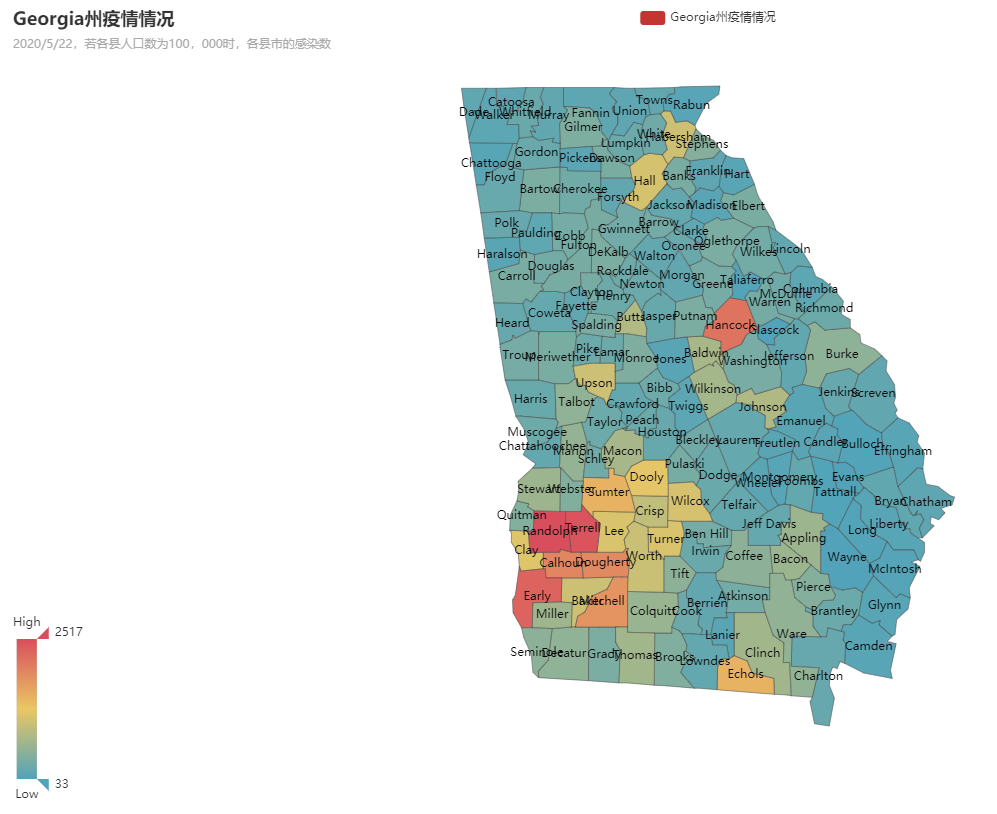 Georgia州疫情情况
Georgia州疫情情况
2020/5/22，若各县人口数为100，000时，各县市的感染数
Towns
Catoosa
Rabun
Dade Walker Whitfield Murray Fannin Union
Gilmer
White Habersham
Lumpkin Stephens
Gordon Pickens Dawson
Chattooga
Floyd Hall Banks Franklin Hart
Bartow Cherokee
Forsyth Jackson Madison Elbert
Polk Paulding Cobb Gwinnett Barrow Clarke
Fulton Oconee Oglethorpe
Haralson DeKalb Walton Wilkes Lincoln
Douglas Rockdale
Carroll Newton Morgan Greene Taliaferro
Clayton Henry McDuffie Columbia
Fayette Warren Richmond
Heard Coweta Spalding Butts Jasper Putnam Hancock Glascock
Troup Meriwether Pike Lamar Monroe Jones Baldwin Washington Jefferson Burke
Upson Bibb Wilkinson Jenkins Screven
Harris Talbot Crawford Twiggs Johnson
Taylor Peach Emanuel
Muscogee Houston
Chattahoochee Marion Macon Bleckley Laurens Treutlen Candler Bulloch Effingham
Schley Pulaski
Dooly Dodge Wheeler Montgomery Toombs Evans
Stewart Webster Sumter Tattnall
Wilcox Telfair Bryan Chatham
Quitman Crisp
Randolph Terrell Lee Turner Ben Hill Jeff Davis Appling Long Liberty
Clay Irwin Coffee Bacon Wayne
Calhoun Dougherty Worth Tift McIntosh
Early Baker Mitchell Berrien Atkinson Pierce
Miller Colquitt Cook Brantley Glynn
Lanier Ware
Seminole Decatur Grady Thomas Brooks Lowndes Clinch Camden
Echols Charlton
High
2517
33
Low